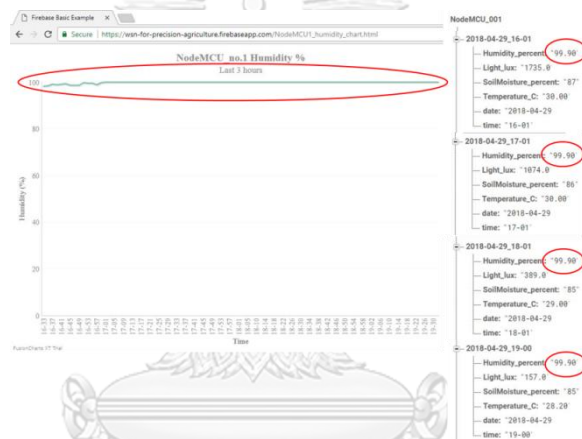 Firebase Basic Example
Secure
https://wsn-for-precision-agriculture.firebaseapp.com/NodeMCU1_humidity_chart.html
NodeMCU_no.1 Humidity %
Last 3 hours
100
80
60
40
20
0
Humidity (%)
Time
FusionCharts XT Trial
NodeMCU_001
2018-04-29_16-01
Humidity_percent: "99.90"
Light_lux: "1735.0
SoilMoisture_percent: "87"
Temperature_C: "30.00"
date: "2018-04-29
time: "16-01"
2018-04-29_17-01
Humidity_percent: "99.90"
Light_lux: "1074.0
SoilMoisture_percent: "86"
Temperature_C: "30.00"
date: "2018-04-29
time: "17-01"
2018-04-29_18-01
Humidity_percent: "99.90"
Light_lux: "389.0
SoilMoisture_percent: "85"
Temperature_C: "29.00"
date: "2018-04-29
time: "18-01"
2018-04-29_19-00
Humidity_percent: "99.90"
Light_lux: "157.0
SoilMoisture_percent: "85"
Temperature_C: "28.20"
date: "2018-04-29
time: "19-00"